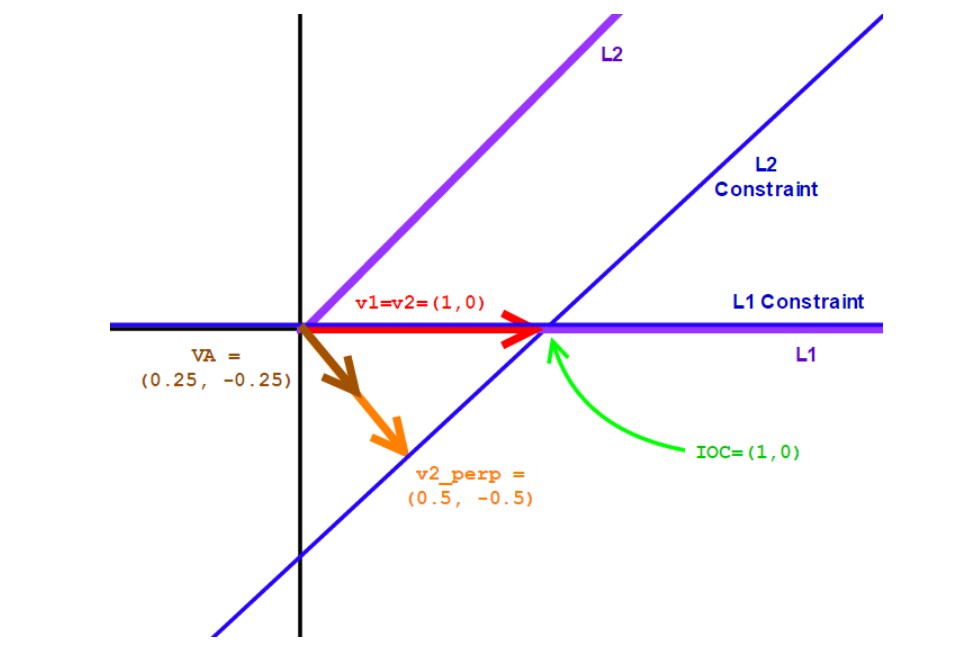 L2
L2
Constraint
v1=v2=(1,0)
L1 Constraint
VA =
(0.25, -0.25)
L1
IOC=(1,0)
v2_perp =
(0.5, -0.5)